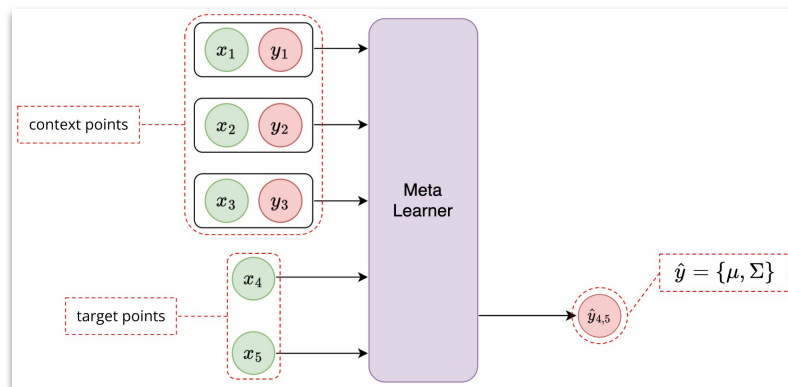 x₁ y₁
context points
x₂ y₂
x₃ y₃
Meta
Learner
x₄
target points
x₅
ŷ₄,₅
ŷ = {μ, Σ}